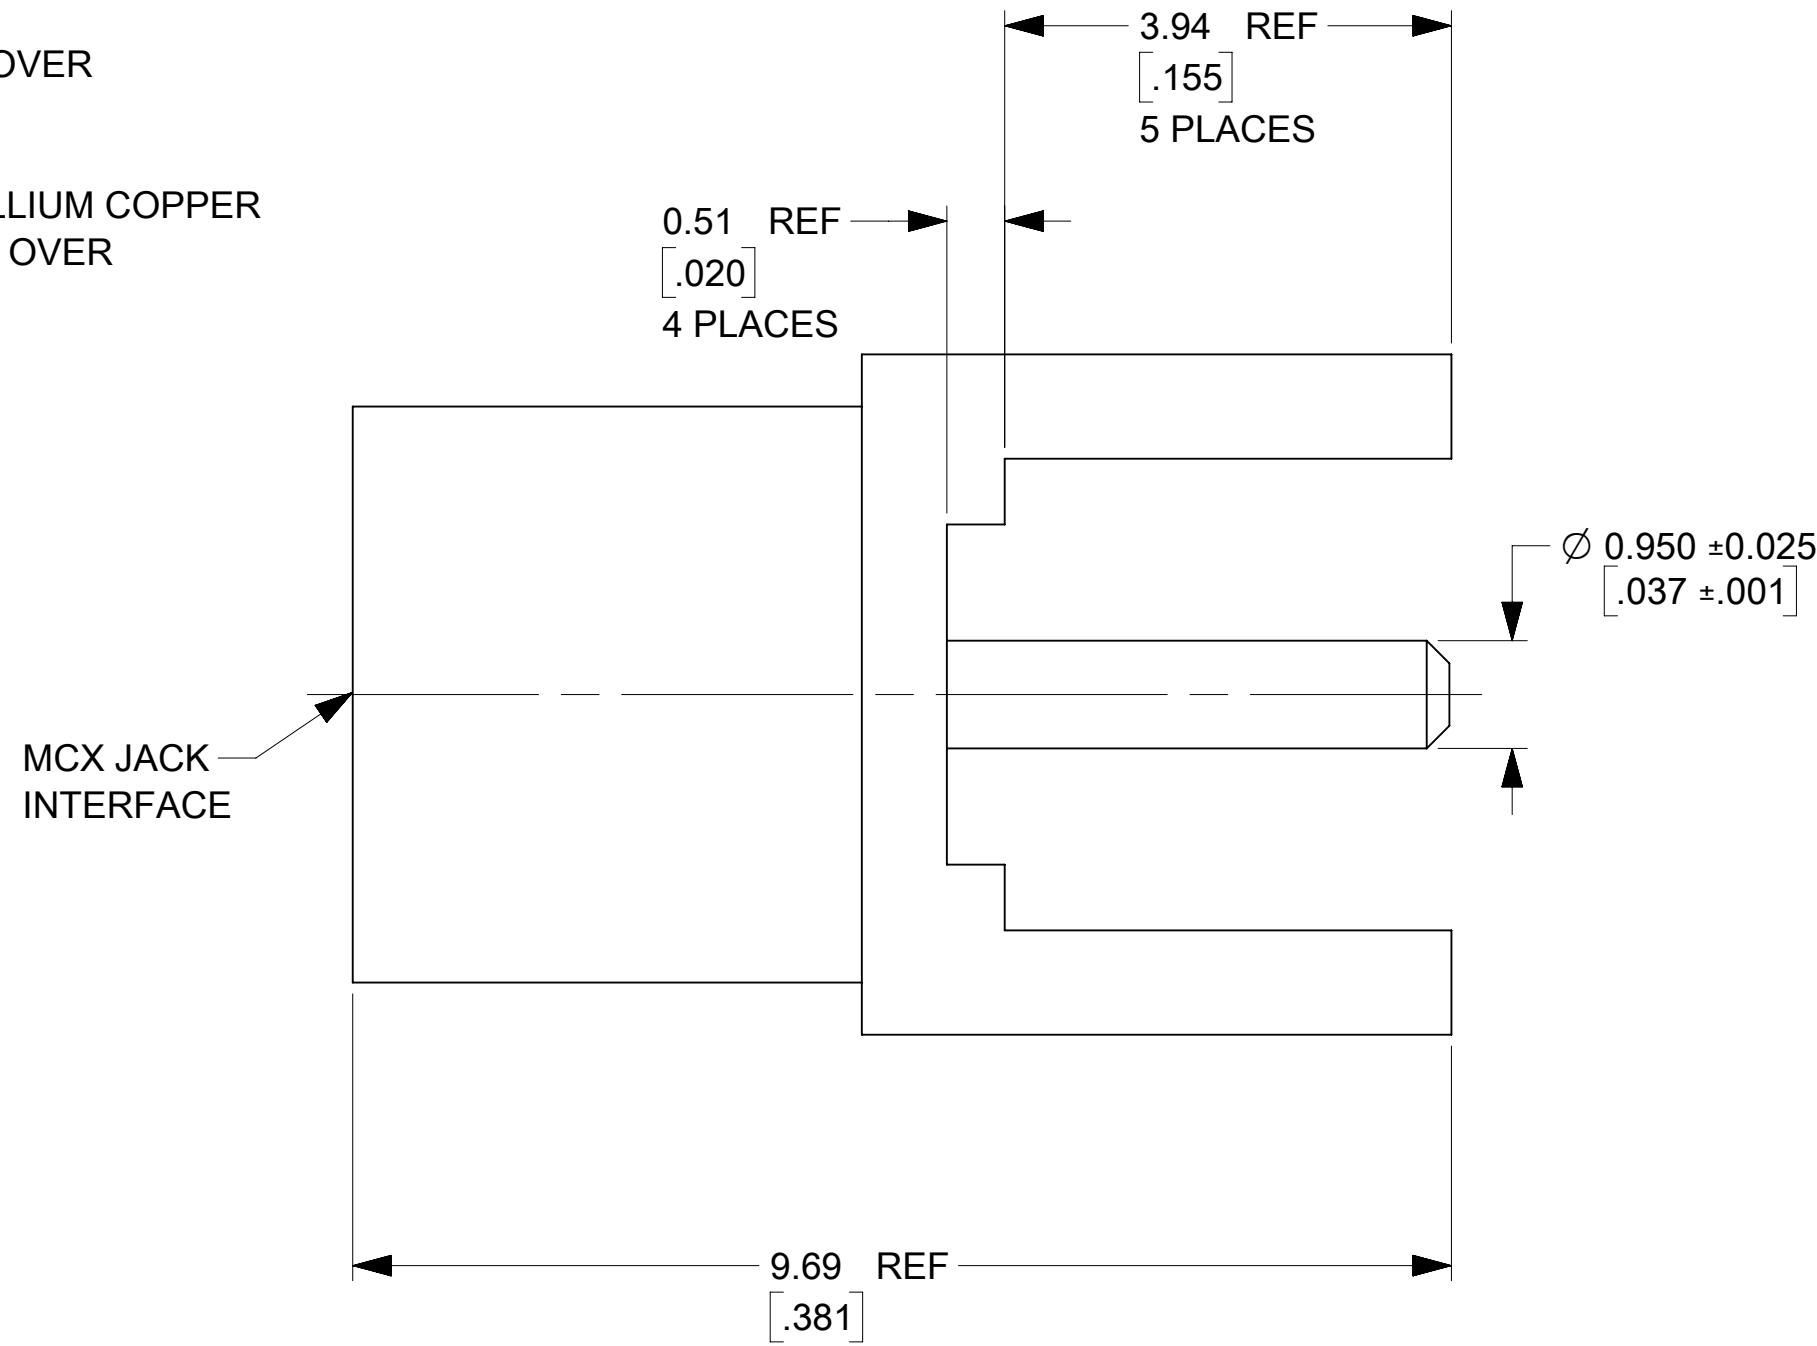 OVER
LLIUM COPPER
OVER
3.94 REF
[.155]
5 PLACES
0.51 REF
[.020]
4 PLACES
Ø 0.950 ±0.025
[.037 ±.001]
MCX JACK
INTERFACE
9.69 REF
[.381]